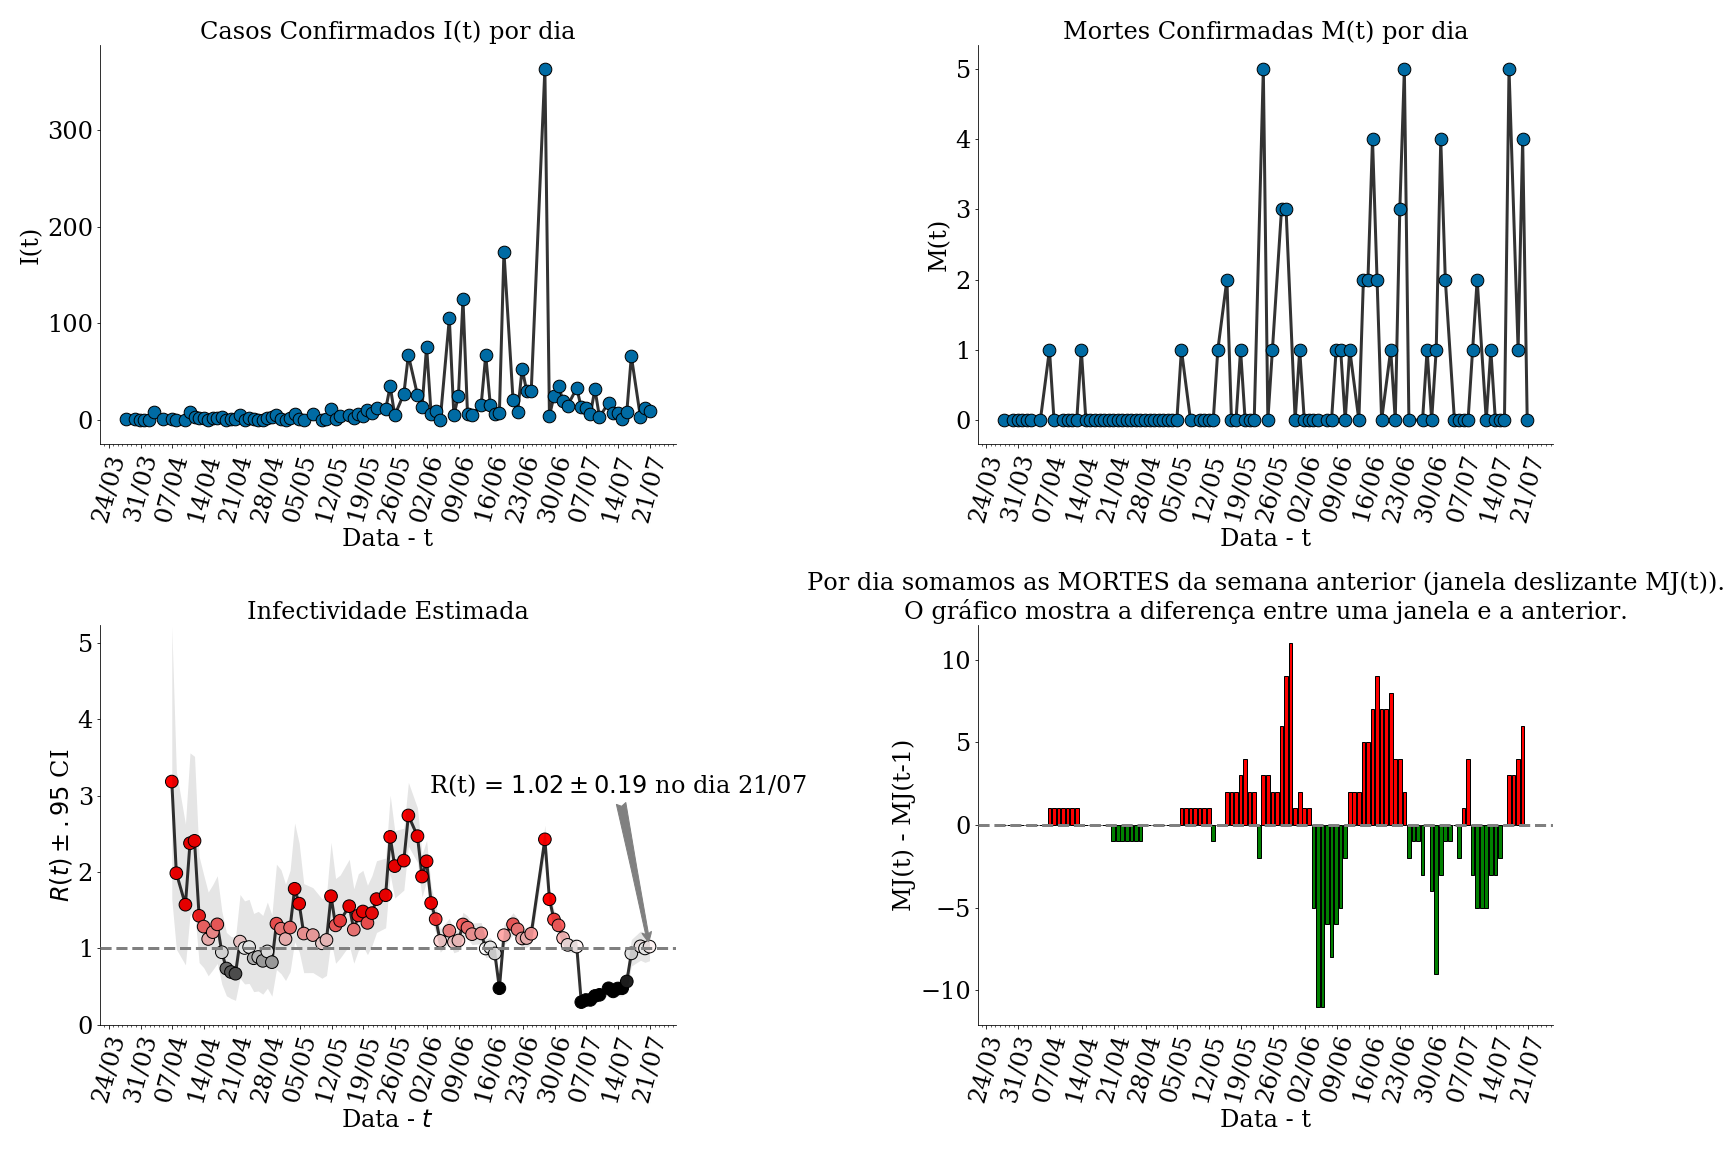 Casos Confirmados I(t) por dia
300
200
100
0
I(t)
24/03 31/03 07/04 14/04 21/04 28/04 05/05 12/05 19/05 26/05 02/06 09/06 16/06 23/06 30/06 07/07 14/07 21/07
Data - t
Mortes Confirmadas M(t) por dia
5
4
3
2
1
0
M(t)
24/03 31/03 07/04 14/04 21/04 28/04 05/05 12/05 19/05 26/05 02/06 09/06 16/06 23/06 30/06 07/07 14/07 21/07
Data - t
Infectividade Estimada
5
4
3
2
1
0
R(t) ± .95 CI
R(t) = 1.02 ± 0.19 no dia 21/07
24/03 31/03 07/04 14/04 21/04 28/04 05/05 12/05 19/05 26/05 02/06 09/06 16/06 23/06 30/06 07/07 14/07 21/07
Data - t
Por dia somamos as MORTES da semana anterior (janela deslizante MJ(t)).
O gráfico mostra a diferença entre uma janela e a anterior.
10
5
0
−5
−10
MJ(t) - MJ(t-1)
24/03 31/03 07/04 14/04 21/04 28/04 05/05 12/05 19/05 26/05 02/06 09/06 16/06 23/06 30/06 07/07 14/07 21/07
Data - t